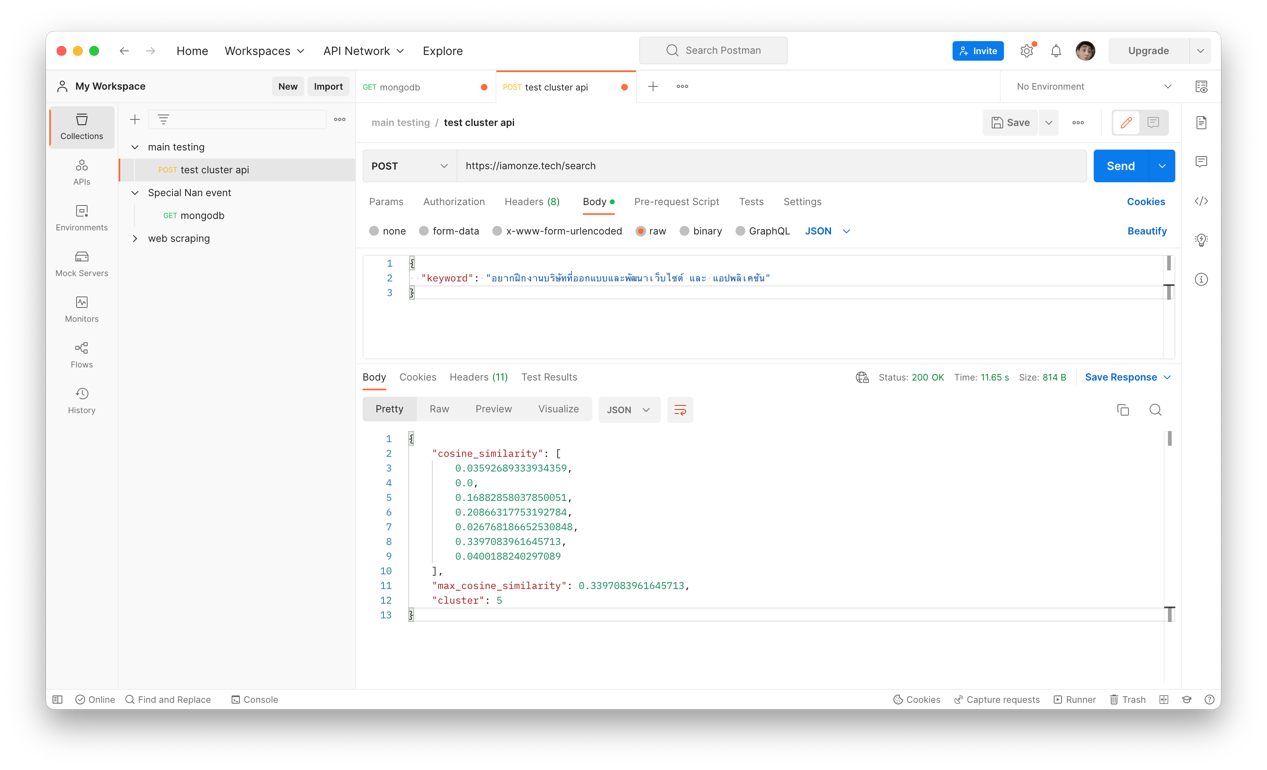 Home Workspaces API Network Explore Search Postman Invite Upgrade
My Workspace New Import GET mongodb POST test cluster api No Environment
main testing / test cluster api Save
Collections
APIs
Environments
Mock Servers
Monitors
Flows
History
main testing
POST test cluster api
Special Nan event
GET mongodb
web scraping
POST https://iamonze.tech/search Send
Params Authorization Headers (8) Body Pre-request Script Tests Settings Cookies
none form-data x-www-form-urlencoded raw binary GraphQL JSON Beautify
1 {
2 "keyword": "อยากฝึกงานบริษัทที่ออกแบบและพัฒนาเว็บไซต์ และ แอปพลิเคชัน"
3 }
Body Cookies Headers (11) Test Results Status: 200 OK Time: 11.65 s Size: 814 B Save Response
Pretty Raw Preview Visualize JSON
1 {
2 "cosine_similarity": [
3 0.03592689333934359,
4 0.0,
5 0.16882858037850051,
6 0.20866317753192784,
7 0.026768186652530848,
8 0.3397083961645713,
9 0.0400188240297089
10 ],
11 "max_cosine_similarity": 0.3397083961645713,
12 "cluster": 5
13 }
Online Find and Replace Console Cookies Capture requests Runner Trash